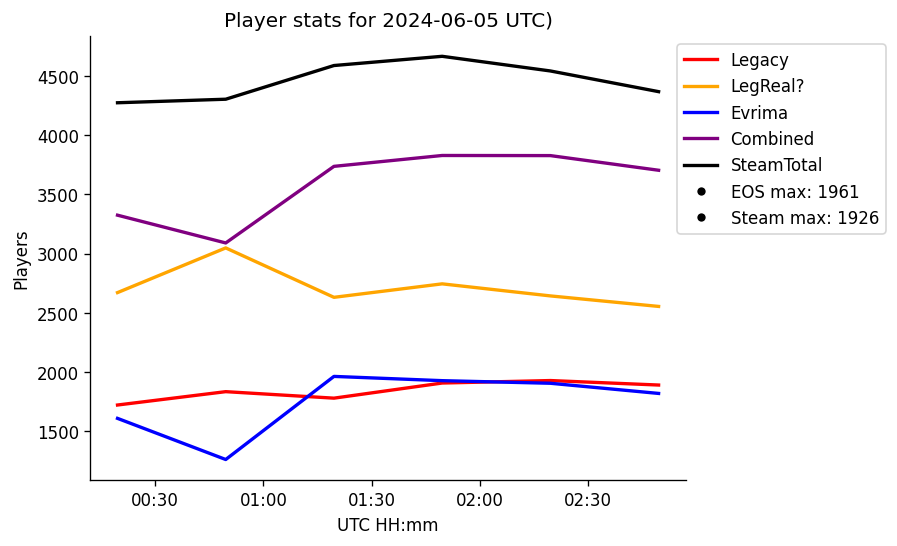 Player stats for 2024-06-05 UTC)
Legacy
LegReal?
Evrima
Combined
SteamTotal
EOS max: 1961
Steam max: 1926
Players
4500
4000
3500
3000
2500
2000
1500
00:30 01:00 01:30 02:00 02:30
UTC HH:mm